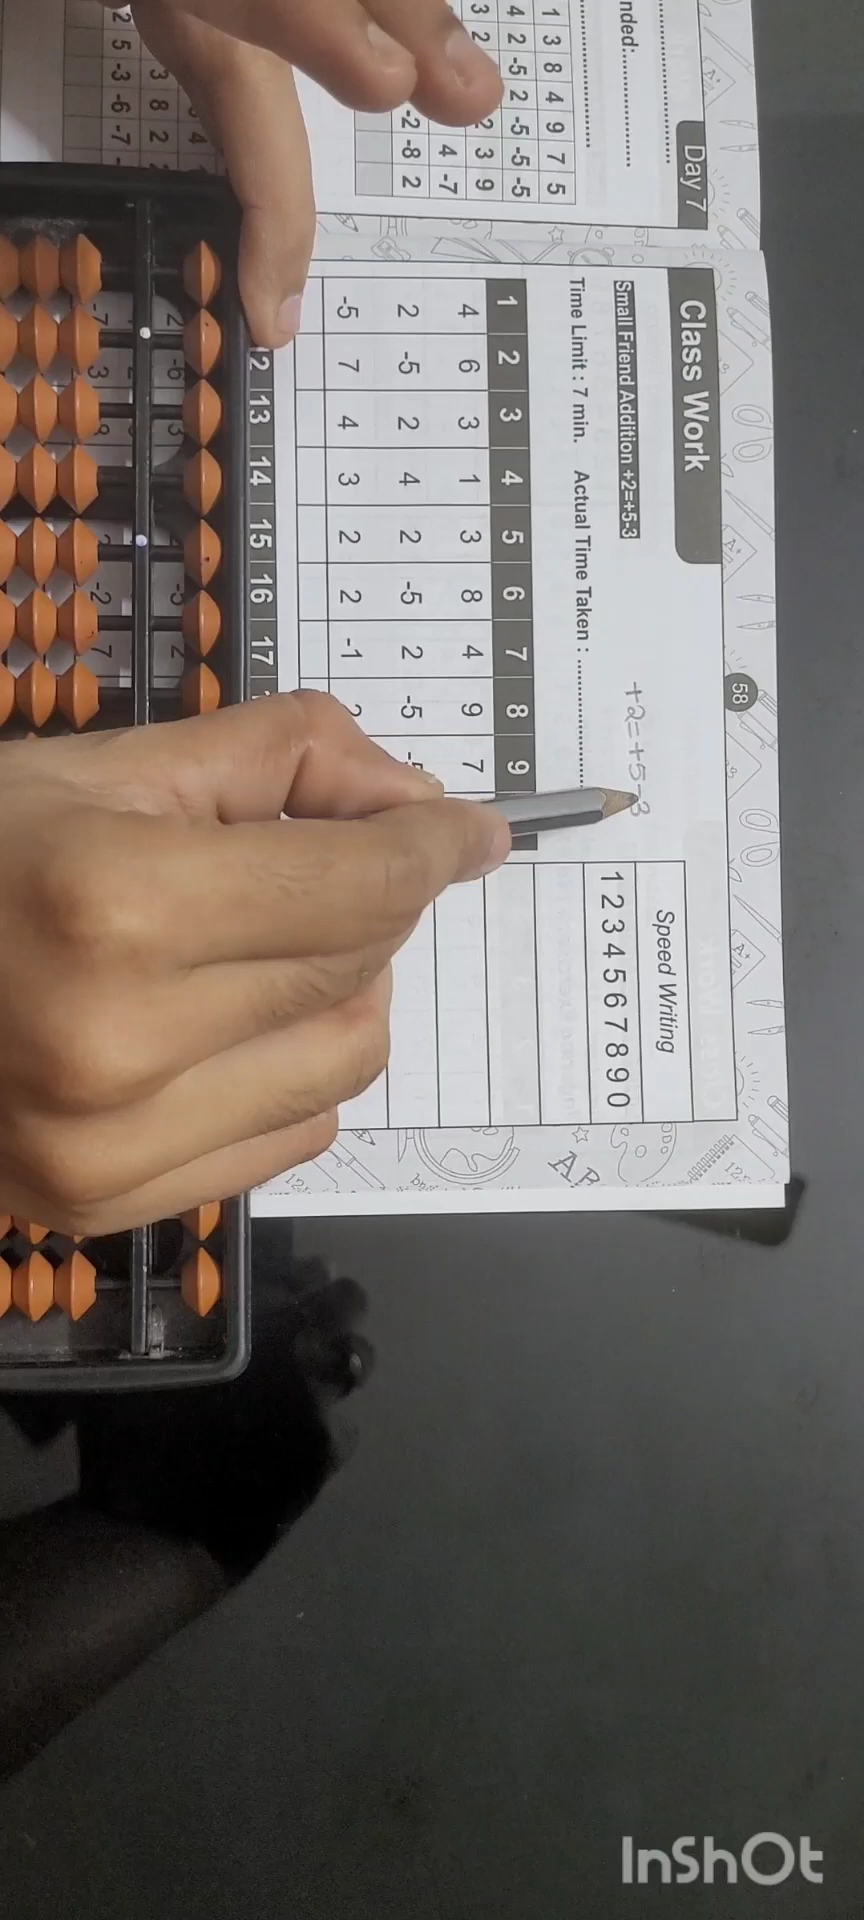 nded:
Day 7
1 3 8 4 9 7 5
4 2 -5 2 -5 -5 -5
3 2 2 3 9
4 -7
-2 -8 2
3 8 2
2 5 -3 -6 -7
58
Class Work
Small Friend Addition +2=+5-3
+2=+5-3
Time Limit : 7 min. Actual Time Taken :
1 2 3 4 5 6 7 8 9
4 6 3 1 3 8 4 9 7
2 -5 2 4 2 -5 2 -5
-5 7 4 3 2 2 -1 2
13 14 15 16 17
Speed Writing
1 2 3 4 5 6 7 8 9 0
InShOt